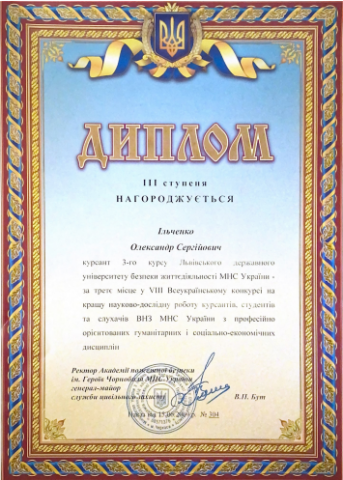 ДИПЛОМ
III ступеня
НАГОРОДЖУЄТЬСЯ
Ільченко
Олександр Сергійович
курсант 3-го курсу Львівського державного
університету безпеки життєдіяльності МНС України -
за третє місце у VIII Всеукраїнському конкурсі на
кращу науково-дослідну роботу курсантів, студентів
та слухачів ВНЗ МНС України з професійно
орієнтованих гуманітарних і соціально-економічних
дисциплін
Ректор Академії пожежної безпеки
ім. Героїв Чорнобиля МНС України
генерал-майор
служби цивільного захисту В.П. Бут
№ 304